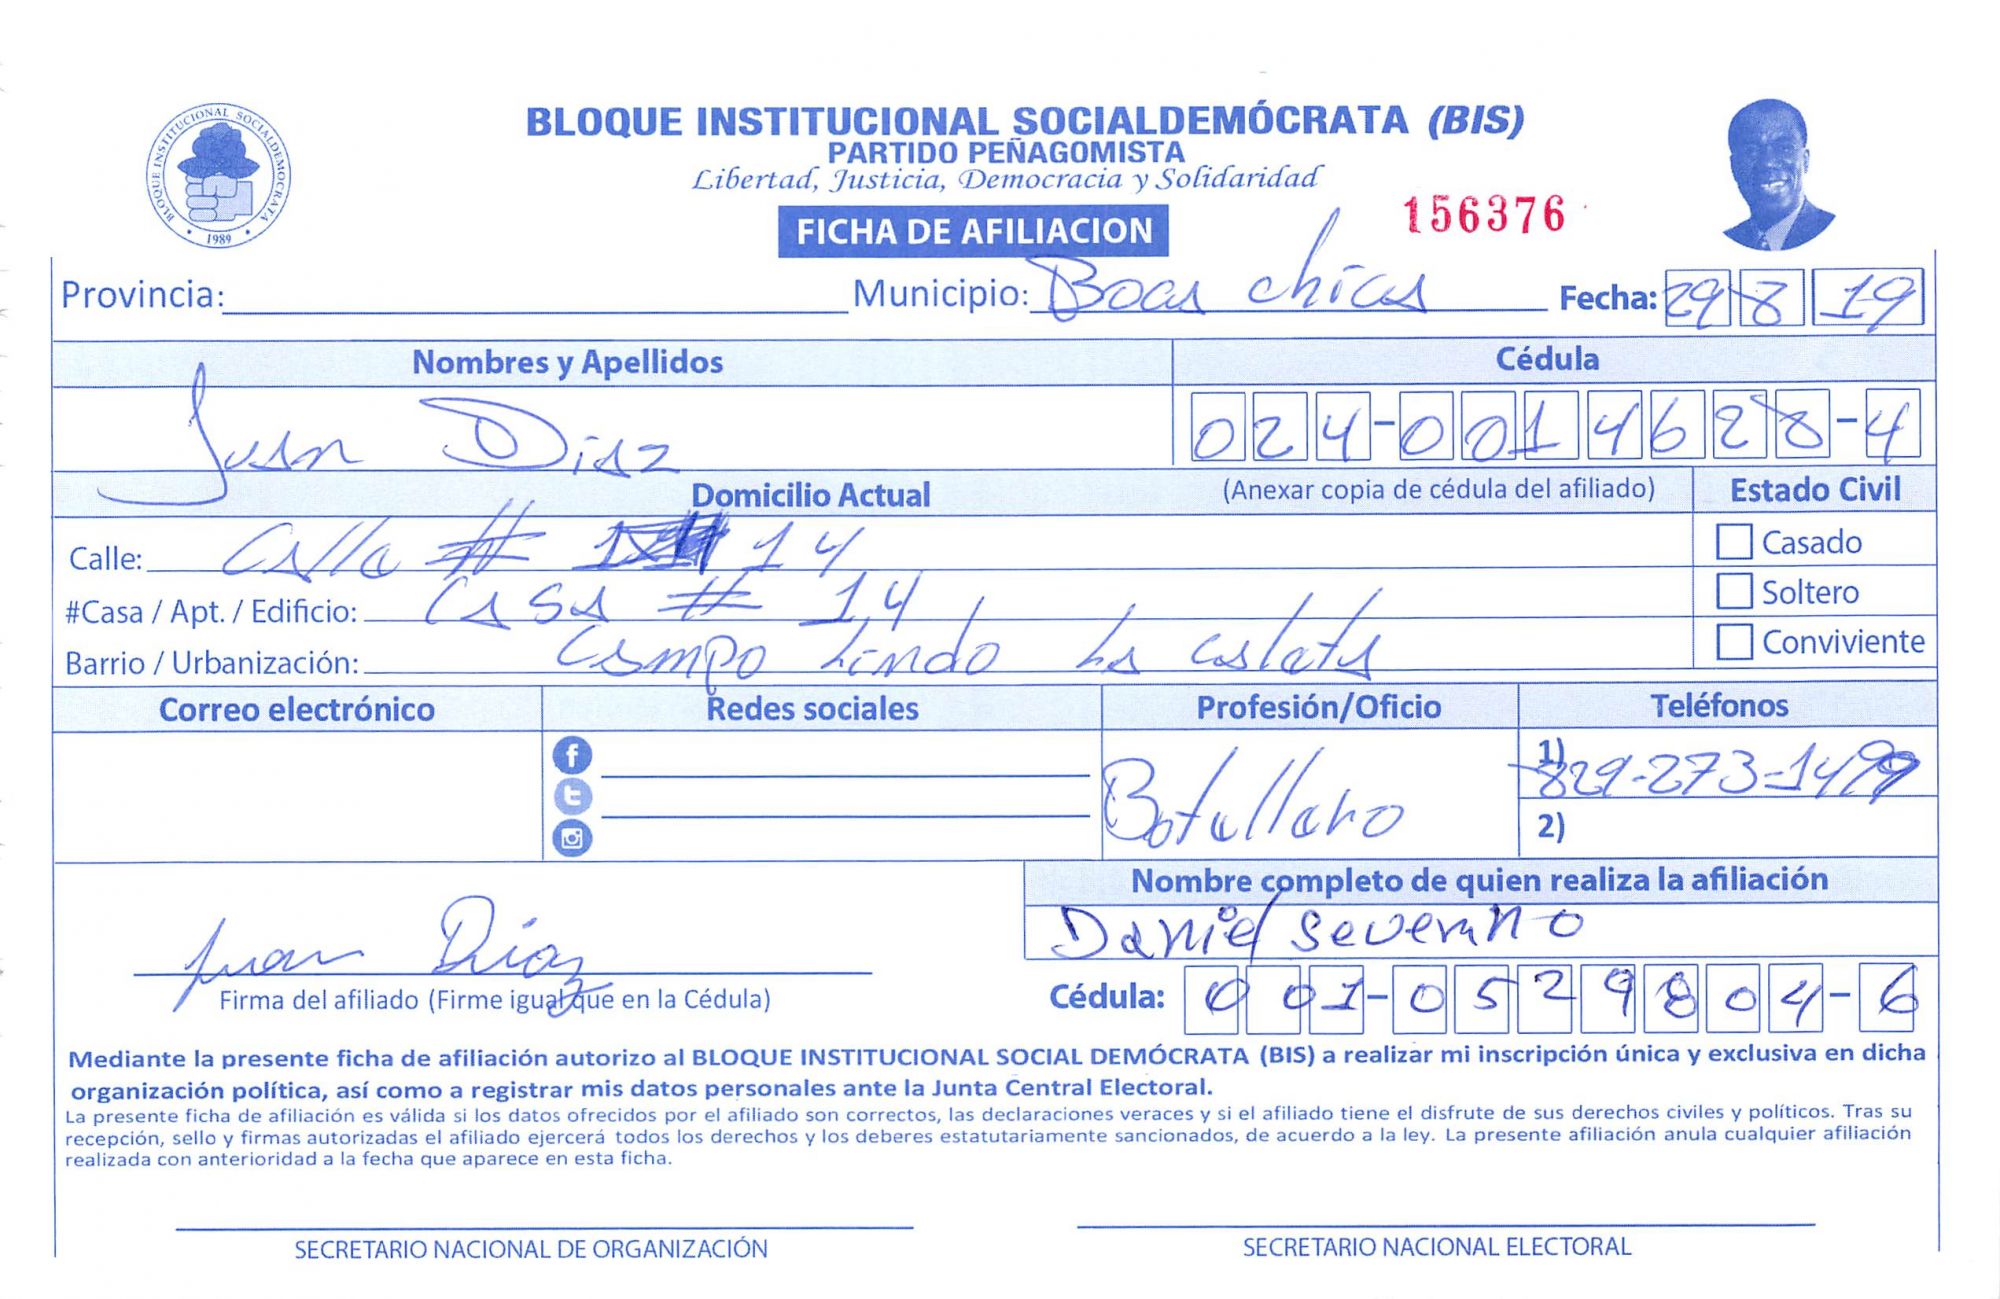 BLOQUE INSTITUCIONAL SOCIALDEMÓCRATA (BIS)
PARTIDO PEÑAGOMISTA
Libertad, Justicia, Democracia y Solidaridad
BLOQUE INSTITUCIONAL SOCIALDEMOCRATA
1989
156376
FICHA DE AFILIACION
Provincia: Municipio: Boca chica Fecha: 29 8 19
Nombres y Apellidos Cédula
Juan Diaz 024-0014628-4
Domicilio Actual (Anexar copia de cédula del afiliado) Estado Civil
Calle: Calle # 14 Casado
#Casa / Apt. / Edificio: Casa # 14 Soltero
Barrio / Urbanización: Campo Lindo La caleta Conviviente
Correo electrónico Redes sociales Profesión/Oficio Teléfonos
1) 829-273-1499
Botellero
2)
Nombre completo de quien realiza la afiliación
Daniel severino
Juan Diaz
Firma del afiliado (Firme igual que en la Cédula) Cédula: 001-0529804-6
Mediante la presente ficha de afiliación autorizo al BLOQUE INSTITUCIONAL SOCIAL DEMÓCRATA (BIS) a realizar mi inscripción única y exclusiva en dicha
organización política, así como a registrar mis datos personales ante la Junta Central Electoral.
La presente ficha de afiliación es válida si los datos ofrecidos por el afiliado son correctos, las declaraciones veraces y si el afiliado tiene el disfrute de sus derechos civiles y políticos. Tras su
recepción, sello y firmas autorizadas el afiliado ejercerá todos los derechos y los deberes estatutariamente sancionados, de acuerdo a la ley. La presente afiliación anula cualquier afiliación
realizada con anterioridad a la fecha que aparece en esta ficha.
SECRETARIO NACIONAL DE ORGANIZACIÓN SECRETARIO NACIONAL ELECTORAL